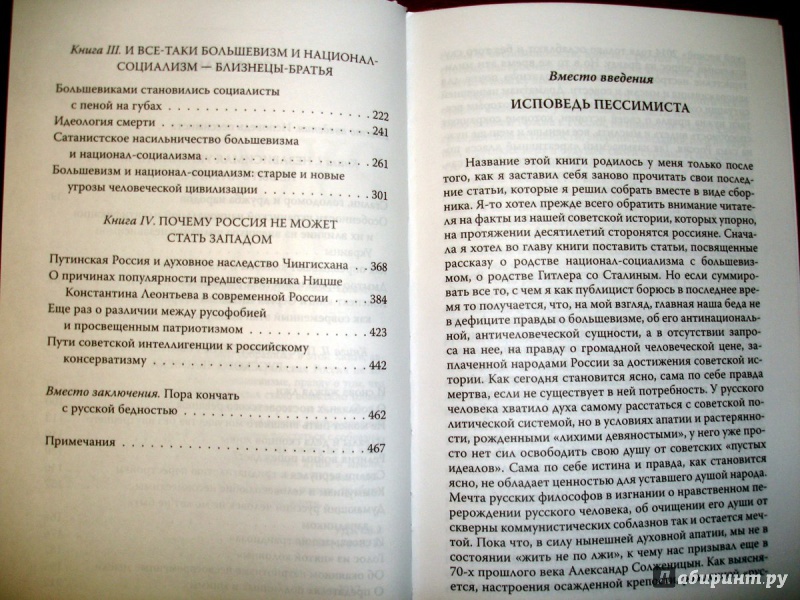 Книга III. И ВСЕ-ТАКИ БОЛЬШЕВИЗМ И НАЦИОНАЛ-
СОЦИАЛИЗМ — БЛИЗНЕЦЫ-БРАТЬЯ
Большевиками становились социалисты
с пеной на губах . . . . . . . . . . . . . . . . . . . . 222
Идеология смерти . . . . . . . . . . . . . . . . . . . . 241
Сатанистское насильничество большевизма
и национал-социализма . . . . . . . . . . . . . . . . 261
Большевизм и национал-социализм: старые и новые
угрозы человеческой цивилизации . . . . . . . . . . 301
Книга IV. ПОЧЕМУ РОССИЯ НЕ МОЖЕТ
СТАТЬ ЗАПАДОМ
Путинская Россия и духовное наследство Чингисхана . . 368
О причинах популярности предшественника Ницше
Константина Леонтьева в современной России . . . . 384
Еще раз о различии между русофобией
и просвещенным патриотизмом . . . . . . . . . . . 423
Пути советской интеллигенции к российскому
консерватизму . . . . . . . . . . . . . . . . . . . . 442
Вместо заключения. Пора кончать
с русской бедностью . . . . . . . . . . . . . . . . . 462
Примечания . . . . . . . . . . . . . . . . . . . . . . 467
Вместо введения
ИСПОВЕДЬ ПЕССИМИСТА
Название этой книги родилось у меня только после
того, как я заставил себя заново прочитать свои послед-
ние статьи, которые я решил собрать вместе в виде сбор-
ника. Я-то хотел прежде всего обратить внимание читате-
ля на факты из нашей советской истории, которых упорно,
на протяжении десятилетий сторонятся россияне. Снача-
ла я хотел во главу книги поставить статьи, посвященные
рассказу о родстве национал-социализма с большевиз-
мом, о родстве Гитлера со Сталиным. Но если суммиро-
вать все то, с чем я как публицист борюсь в последнее вре-
мя то получается, что, на мой взгляд, главная наша беда не
в дефиците правды о большевизме, об его антинациональ-
ной, античеловеческой сущности, а в отсутствии запро-
са на нее, на правду о громадной человеческой цене, за-
плаченной народами России за достижения советской ис-
тории. Как сегодня становится ясно, сама по себе правда
мертва, если не существует в ней потребность. У русского
человека хватило духа самому расстаться с советской по-
литической системой, но в условиях апатии и растерянно-
сти, рожденными «лихими девяностыми», у него уже про-
сто нет сил освободить свою душу от советских «пустых
идеалов». Сама по себе истина и правда, как становится
ясно, не обладает ценностью для уставшего душой народа.
Мечта русских философов в изгнании о нравственном пе-
рерождении русского человека, об очищении его души от
скверны коммунистических соблазнов так и остается меч-
той. Пока что, в силу нынешней духовной апатии, мы не в
состоянии «жить не по лжи», к чему нас призывал еще в
70-х прошлого века Александр Солженицын. Как выясня-
ется, настроения осажденной крепости
Лабиринт.ру